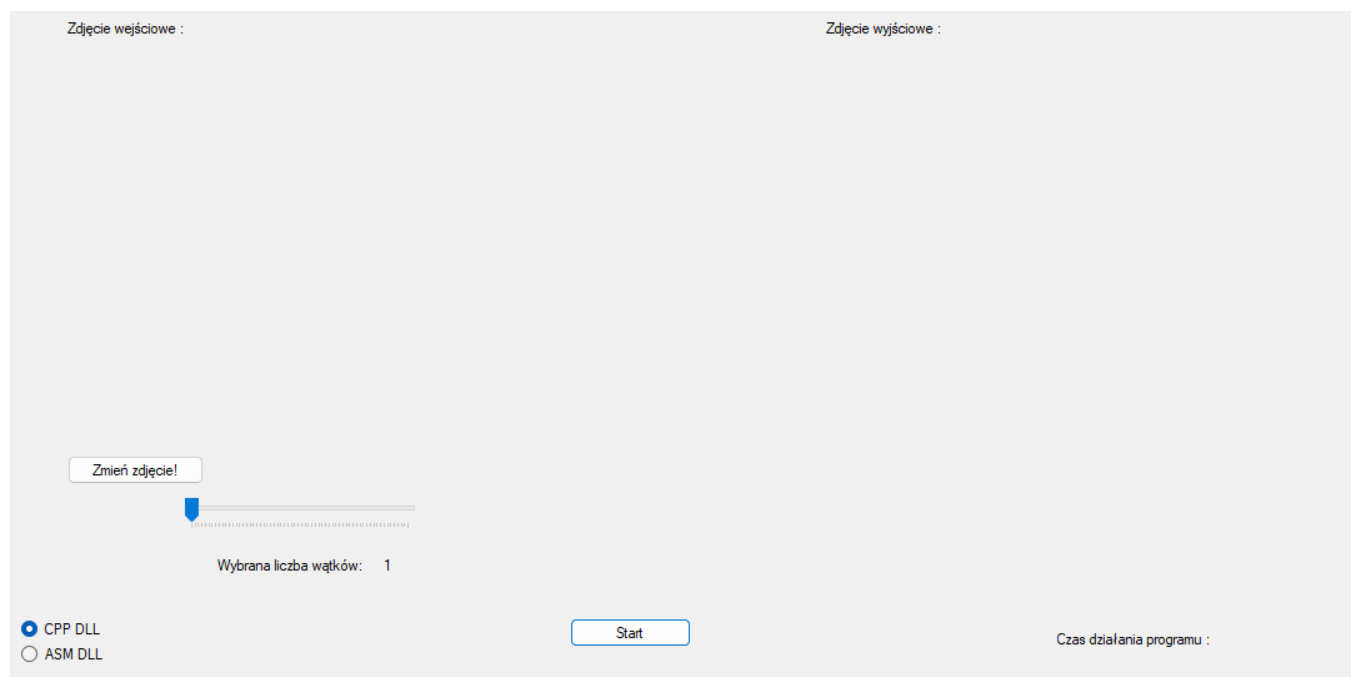 Zdjęcie wejściowe :
Zdjęcie wyjściowe :
Zmień zdjęcie!
Wybrana liczba wątków: 1
CPP DLL
Start
Czas działania programu :
ASM DLL